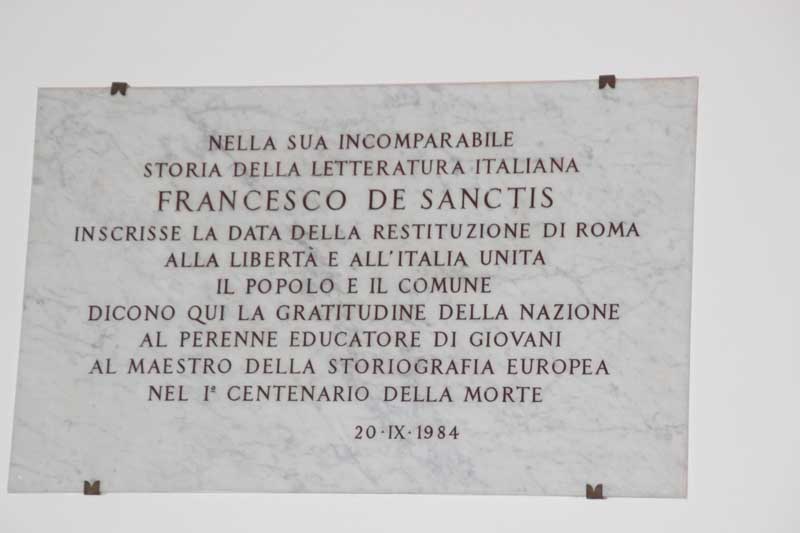 NELLA SUA INCOMPARABILE
STORIA DELLA LETTERATURA ITALIANA
FRANCESCO DE SANCTIS
INSCRISSE LA DATA DELLA RESTITUZIONE DI ROMA
ALLA LIBERTÀ E ALL'ITALIA UNITA
IL POPOLO E IL COMUNE
DICONO QUI LA GRATITUDINE DELLA NAZIONE
AL PERENNE EDUCATORE DI GIOVANI
AL MAESTRO DELLA STORIOGRAFIA EUROPEA
NEL Iº CENTENARIO DELLA MORTE
20·IX·1984